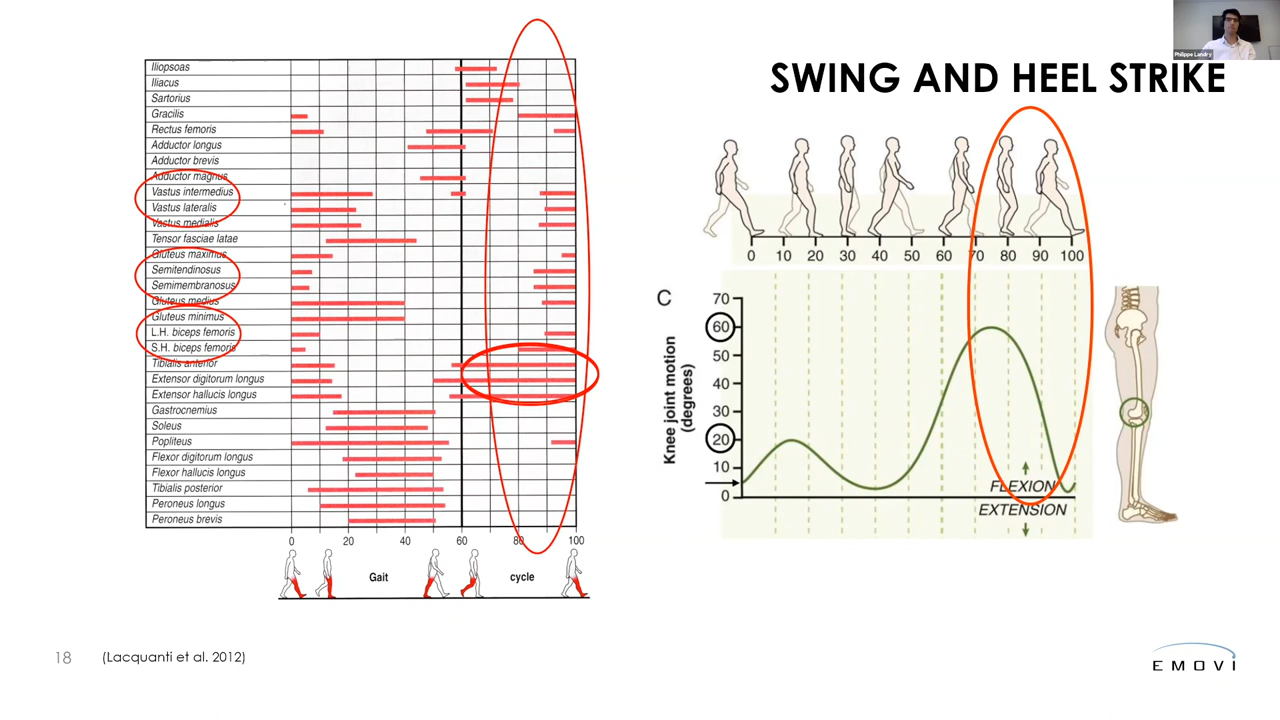 Philippe Landry
SWING AND HEEL STRIKE
Iliopsoas
Iliacus
Sartorius
Gracilis
Rectus femoris
Adductor longus
Adductor brevis
Adductor magnus
Vastus intermedius
Vastus lateralis
Vastus medialis
Tensor fasciae latae
Gluteus maximus
Semitendinosus
Semimembranosus
Gluteus medius
Gluteus minimus
L.H. biceps femoris
S.H. biceps femoris
Tibialis anterior
Extensor digitorum longus
Extensor hallucis longus
Gastrocnemius
Soleus
Popliteus
Flexor digitorum longus
Flexor hallucis longus
Tibialis posterior
Peroneus longus
Peroneus brevis
0 20 40 60 80 100
Gait cycle
0 10 20 30 40 50 60 70 80 90 100
C
Knee joint motion
(degrees)
70
60
50
40
30
20
10
0
FLEXION
EXTENSION
18 (Lacquanti et al. 2012)
EMOVI